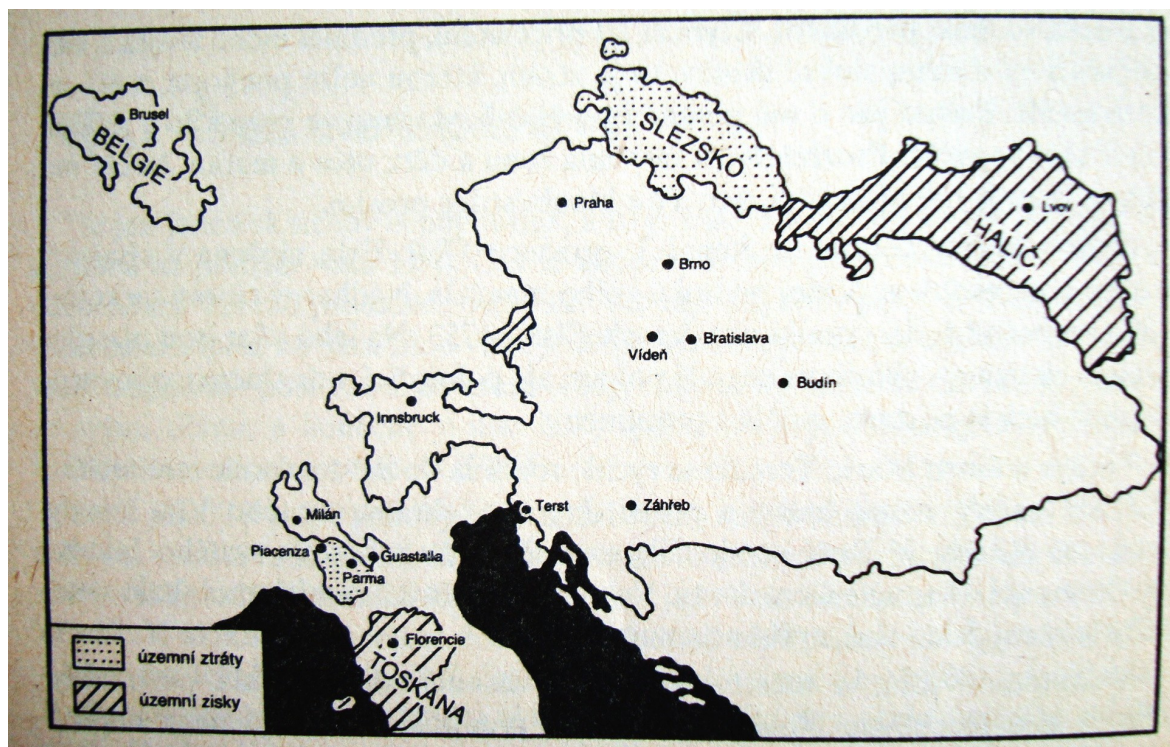 Brusel
BELGIE
SLEZSKO
Praha
Lvov
HALIČ
Brno
Vídeň
Bratislava
Budín
Innsbruck
Milán
Terst
Záhřeb
Piacenza
Guastalla
Parma
Florencie
TOSKÁNA
územní ztráty
územní zisky